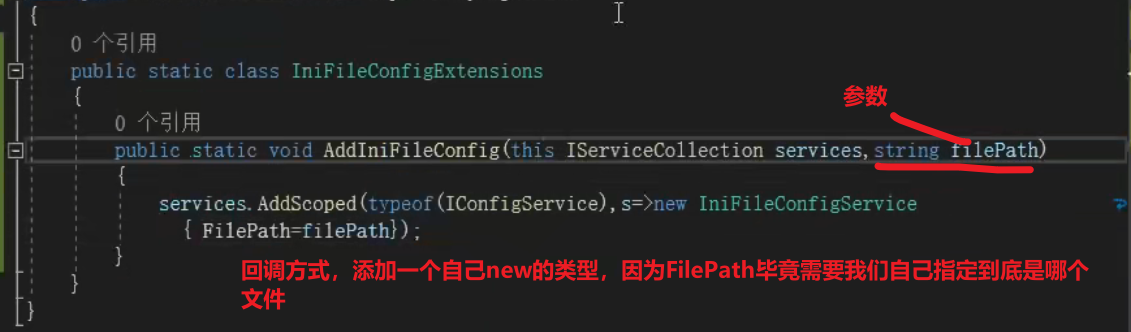 {
0 个引用
public static class IniFileConfigExtensions
{
参数
0 个引用
public static void AddIniFileConfig(this IServiceCollection services,string filePath)
{
services.AddScoped(typeof(IConfigService),s=>new IniFileConfigService
{ FilePath=filePath});
}
回调方式，添加一个自己new的类型，因为FilePath毕竟需要我们自己指定到底是哪个
文件
}
}